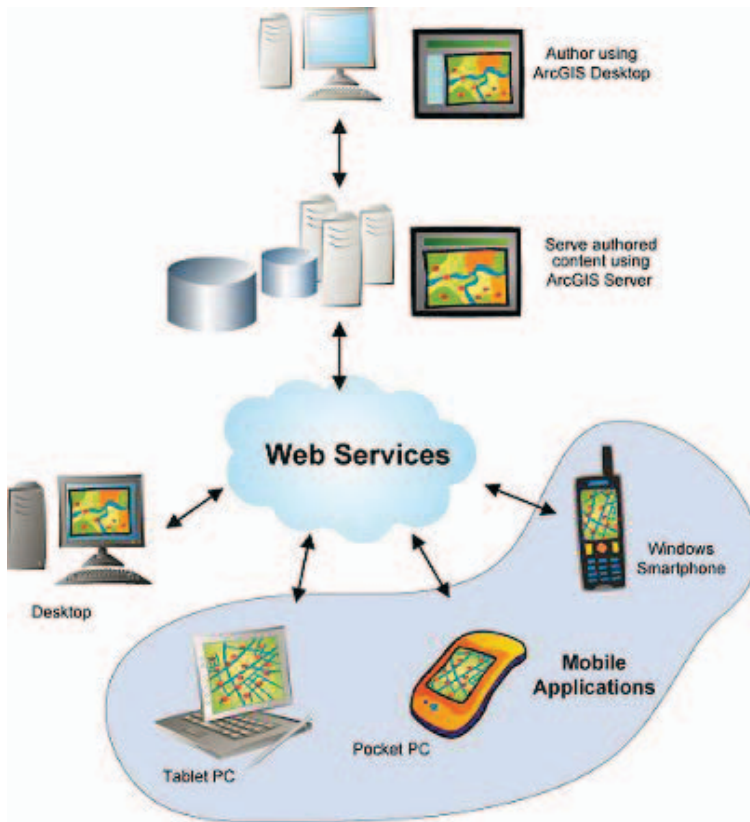 Author using
ArcGIS Desktop
Serve authored
content using
ArcGIS Server
Web Services
Windows
Smartphone
Desktop
Mobile
Applications
Pocket PC
Tablet PC